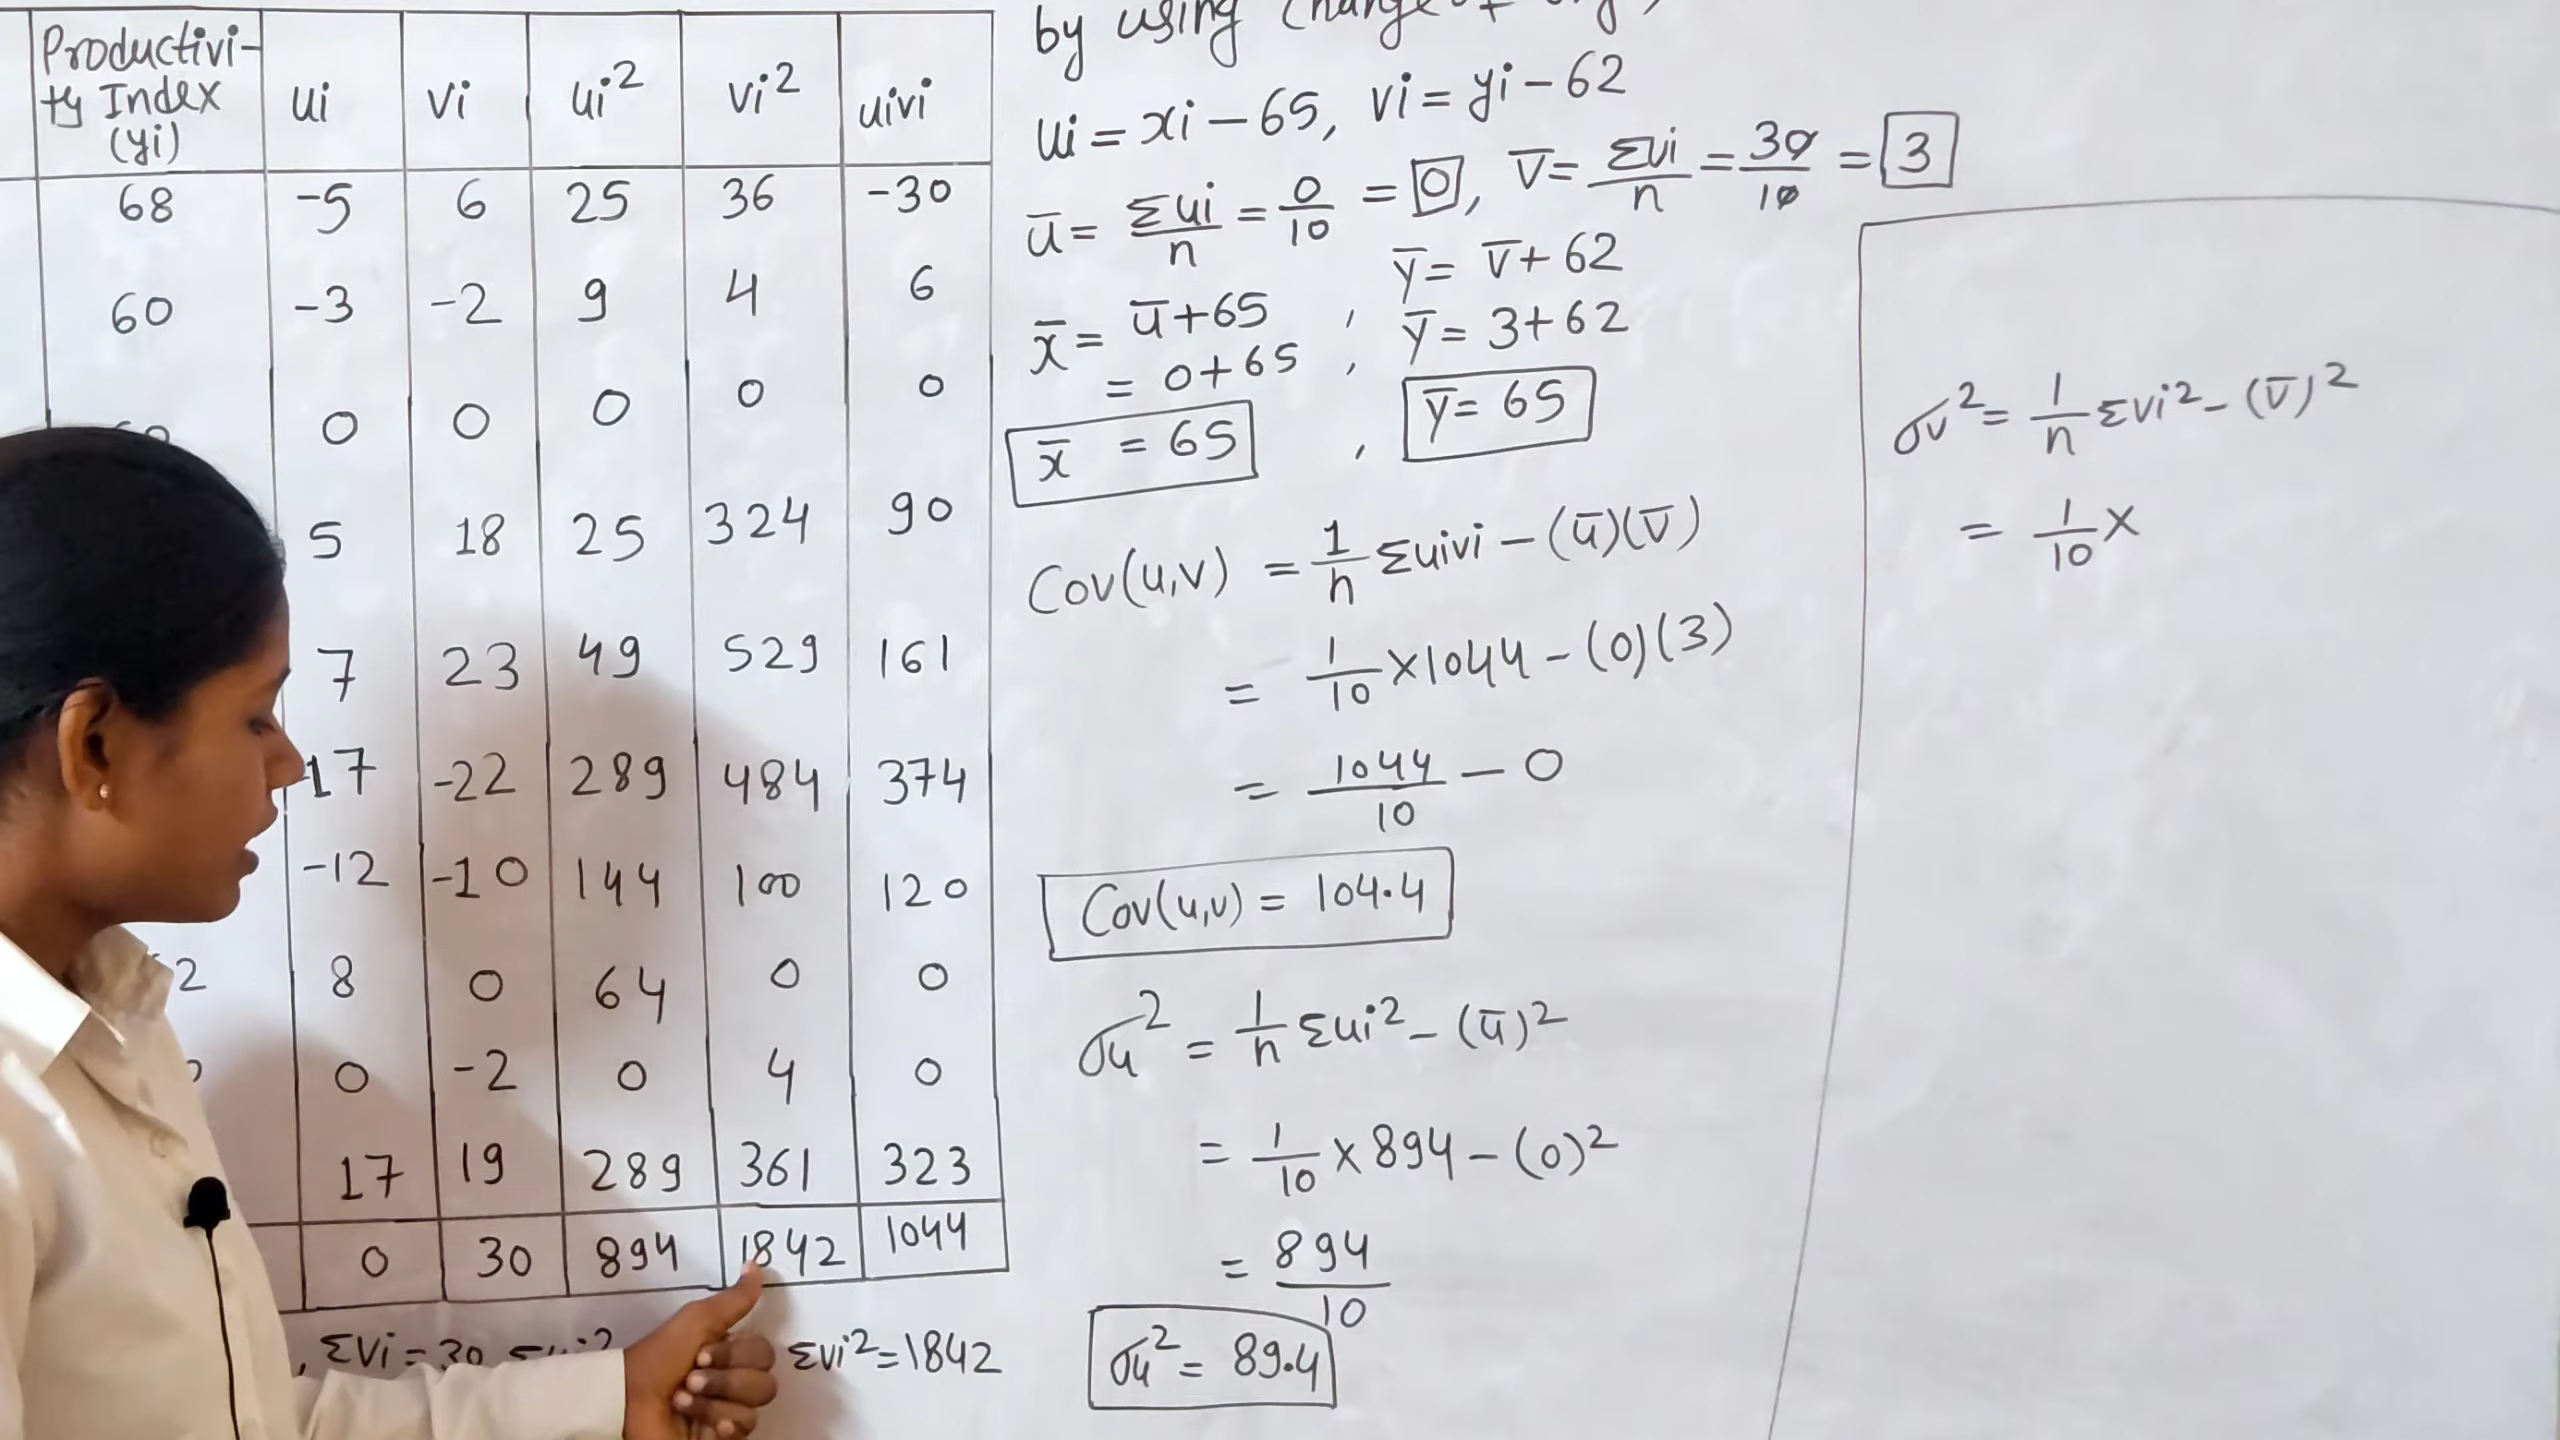 Productivi-
ty Index
(yi)
ui vi ui² vi² uivi
68 -5 6 25 36 -30
60 -3 -2 9 4 6
0 0 0 0 0
5 18 25 324 90
7 23 49 529 161
-17 -22 289 484 374
-12 -10 144 100 120
2 8 0 64 0 0
0 -2 0 4 0
17 19 289 361 323
0 30 894 1842 1044
, Σvi = 30 Σvi²=1842
by using
ui = xi – 65, vi = yi – 62
ū = Σui/n = 0/10 = 0, v̄ = Σvi/n = 30/10 = 3
x̄ = ū+65 , ȳ = v̄+62
= 0+65 , ȳ = 3+62
x̄ = 65 , ȳ = 65
Cov(u,v) = 1/n Σuivi – (ū)(v̄)
= 1/10 ×1044 – (0)(3)
= 1044/10 – 0
Cov(u,v) = 104.4
σu² = 1/n Σui² – (ū)²
= 1/10 × 894 – (0)²
= 894/10
σu² = 89.4
σv² = 1/n Σvi² – (v̄)²
= 1/10 ×